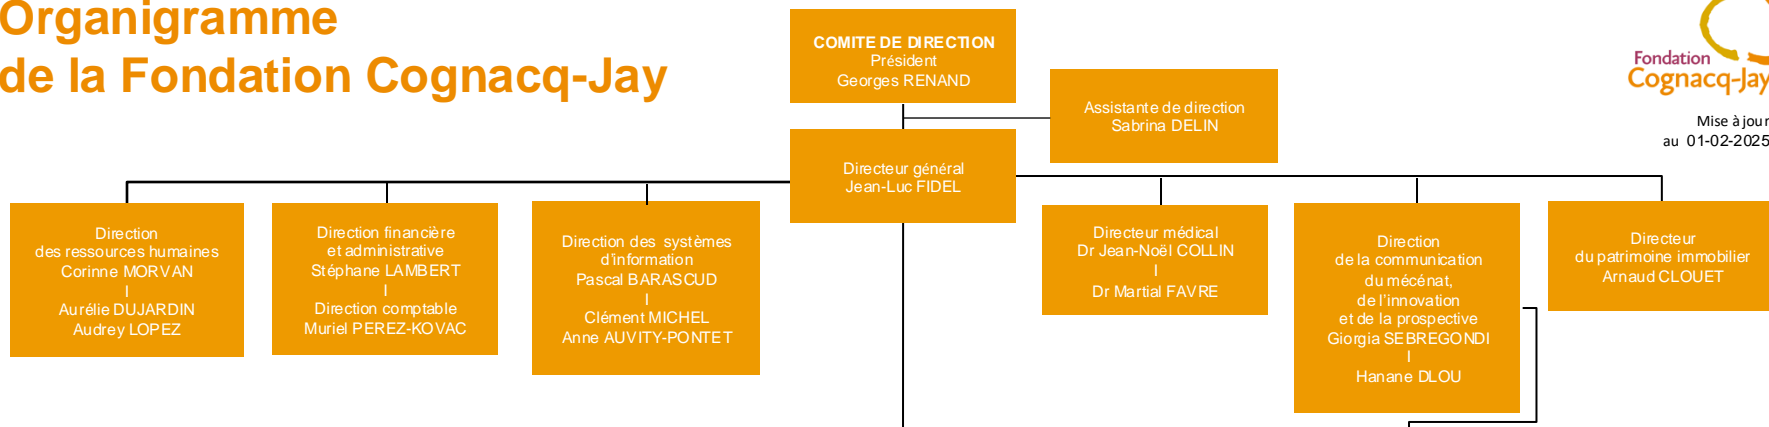 Organigramme
de la Fondation Cognacq-Jay
COMITE DE DIRECTION
Président
Georges RENAND
Assistante de direction
Sabrina DELIN
Fondation
Cognacq-Jay
Mise à jour
au 01-02-2025
Directeur général
Jean-Luc FIDEL
Direction
des ressources humaines
Corinne MORVAN
I
Aurélie DUJARDIN
Audrey LOPEZ
Direction financière
et administrative
Stéphane LAMBERT
I
Direction comptable
Muriel PEREZ-KOVAC
Direction des systèmes
d'information
Pascal BARASCUD
I
Clément MICHEL
Anne AUVITY-PONTET
Directeur médical
Dr Jean-Noël COLLIN
I
Dr Martial FAVRE
Direction
de la communication
du mécénat,
de l'innovation
et de la prospective
Giorgia SEBREGONDI
I
Hanane DLOU
Directeur
du patrimoine immobilier
Arnaud CLOUET